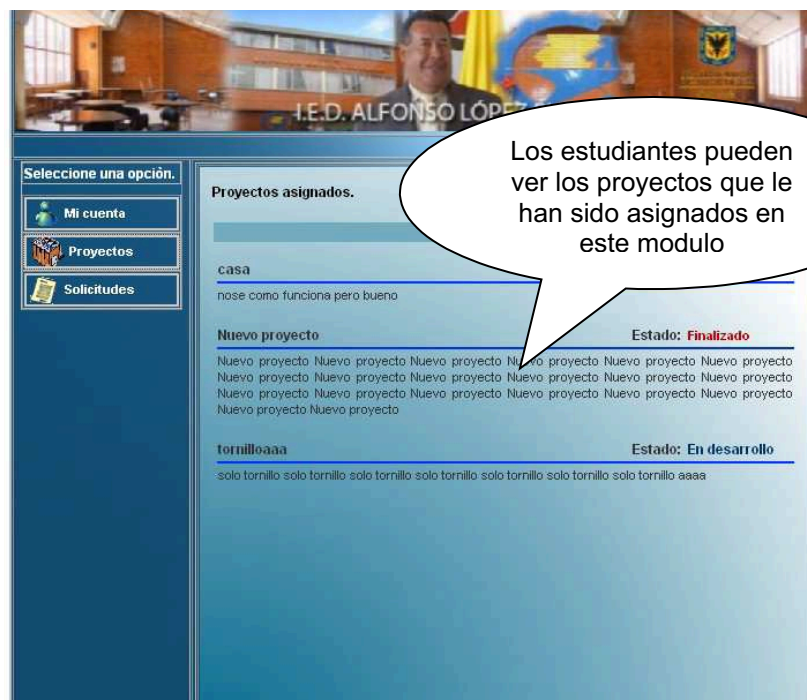 I.E.D. ALFONSO LÓPE
Los estudiantes pueden
ver los proyectos que le
han sido asignados en
este modulo
Seleccione una opción.
Mi cuenta
Proyectos
Solicitudes
Proyectos asignados.
casa
nose como funciona pero bueno
Nuevo proyecto Estado: Finalizado
Nuevo proyecto Nuevo proyecto Nuevo proyecto Nuevo proyecto Nuevo proyecto Nuevo proyecto
Nuevo proyecto Nuevo proyecto Nuevo proyecto Nuevo proyecto Nuevo proyecto Nuevo proyecto
Nuevo proyecto Nuevo proyecto Nuevo proyecto Nuevo proyecto Nuevo proyecto Nuevo proyecto
Nuevo proyecto Nuevo proyecto
tornilloaaa Estado: En desarrollo
solo tornillo solo tornillo solo tornillo solo tornillo solo tornillo solo tornillo solo tornillo aaaa